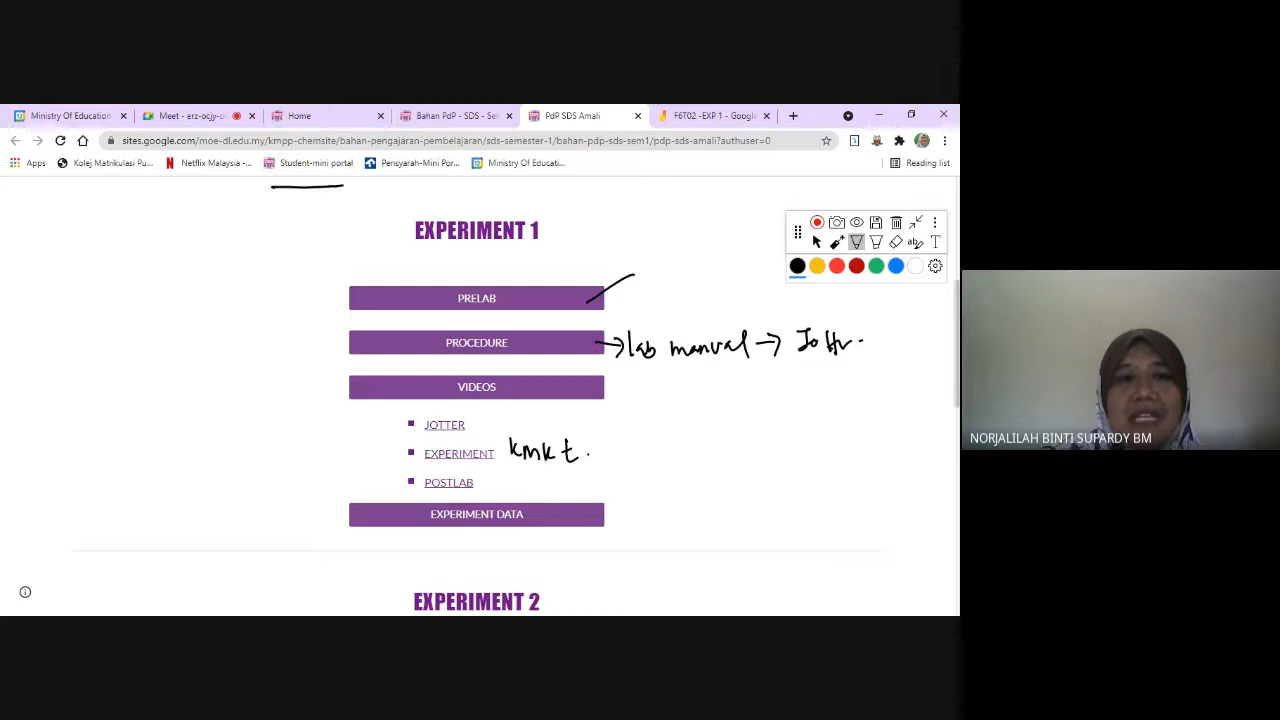 Ministry Of Education
Meet - erz-ocjy-o
Home
Bahan PdP - SDS - Se
PdP SDS Amali
F6T02 -EXP 1 - Google
sites.google.com/moe-dl.edu.my/kmpp-chemsite/bahan-pengajaran-pembelajaran/sds-semester-1/bahan-pdp-sds-sem1/pdp-sds-amali?authuser=0
Apps
Kolej Matrikulasi Pu...
Netflix Malaysia -...
Student-mini portal
Pensyarah-Mini Por...
Ministry Of Educati...
Reading list
EXPERIMENT 1
PRELAB
PROCEDURE → lab manual →
VIDEOS
JOTTER
EXPERIMENT kmkt.
POSTLAB
EXPERIMENT DATA
EXPERIMENT 2
NORJALILAH BINTI SUPARDY BM